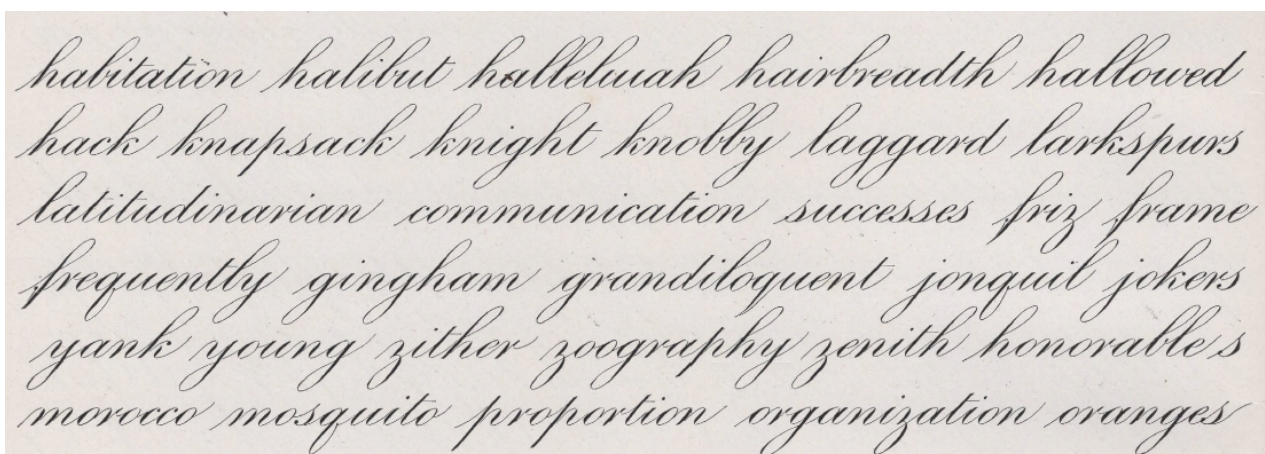 habitation halibut halleluiah hairbreadth hallowed
hack knapsack knight knobby laggard larkspurs
latitudinarian communication successes friz frame
frequently gingham grandiloquent jonquil jokers
yank young zither zoography zenith honorable s
morocco mosquito proportion organization oranges